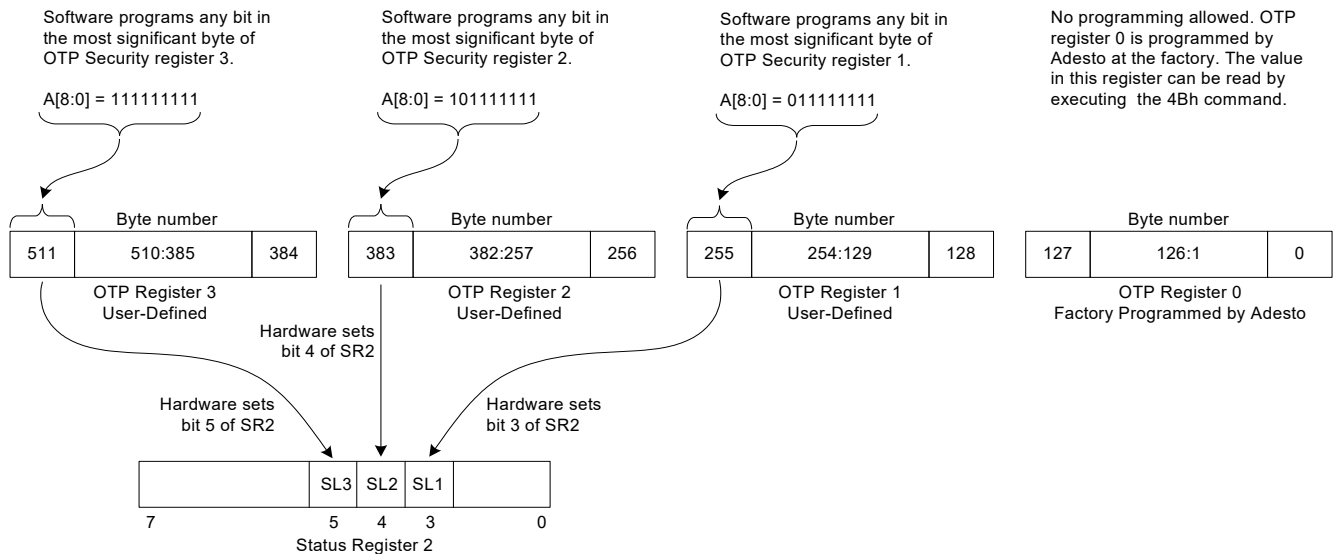 Software programs any bit in
the most significant byte of
OTP Security register 3.
A[8:0] = 111111111
Software programs any bit in
the most significant byte of
OTP Security register 2.
A[8:0] = 101111111
Software programs any bit in
the most significant byte of
OTP Security register 1.
A[8:0] = 011111111
No programming allowed. OTP
register 0 is programmed by
Adesto at the factory. The value
in this register can be read by
executing the 4Bh command.
Byte number
511 510:385 384
OTP Register 3
User-Defined
Byte number
383 382:257 256
OTP Register 2
User-Defined
Byte number
255 254:129 128
OTP Register 1
User-Defined
Byte number
127 126:1 0
OTP Register 0
Factory Programmed by Adesto
Hardware sets
bit 4 of SR2
Hardware sets
bit 5 of SR2
Hardware sets
bit 3 of SR2
SL3 SL2 SL1
7 5 4 3 0
Status Register 2